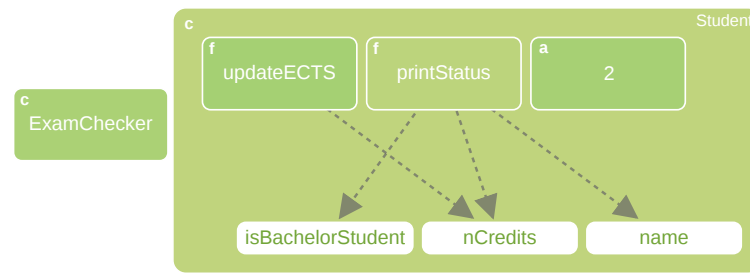 c
Student
f
updateECTS
f
printStatus
a
2
c
ExamChecker
isBachelorStudent
nCredits
name